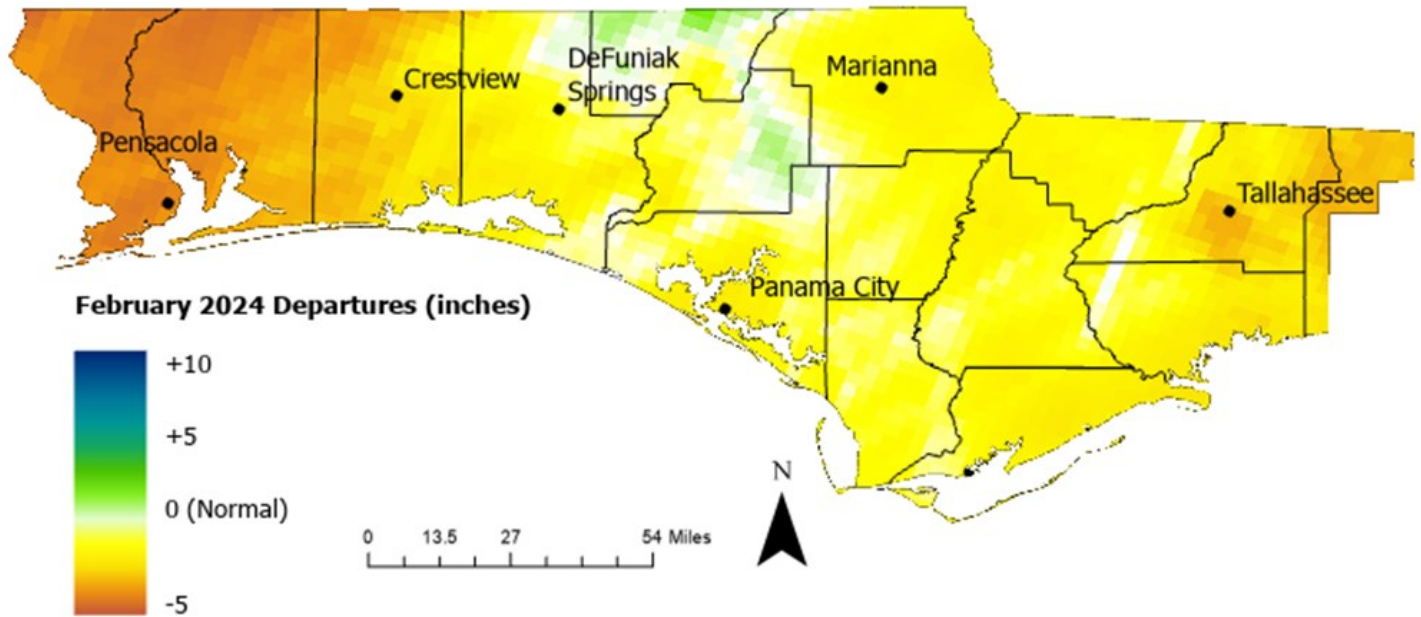 DeFuniak
Springs
Crestview
Marianna
Pensacola
Tallahassee
Panama City
February 2024 Departures (inches)
+10
+5
0 (Normal)
-5
N
0 13.5 27 54 Miles